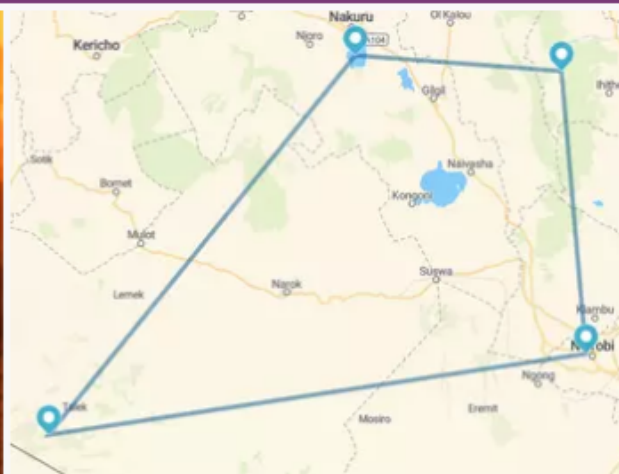 Nakuru
Ol Kalou
Kericho
Njoro
A104
Gilgil
Sotik
Naivasha
Bomet
Kongoni
Mulot
Suswa
Narok
Lemek
Kiambu
Ngong
Talek
Mosiro
Eremit